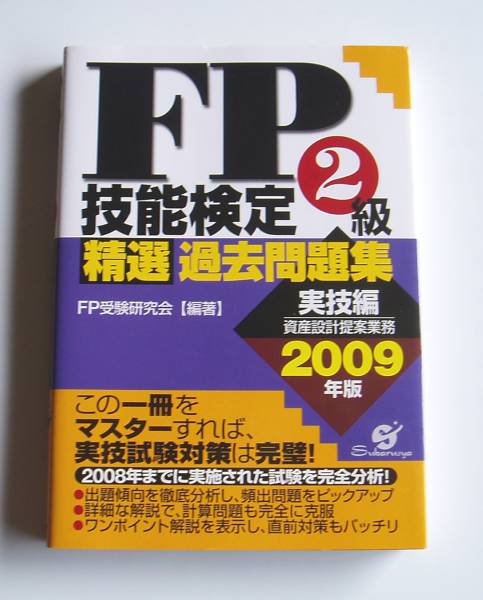 FP
技能検定2級
精選 過去問題集
FP受験研究会【編著】
実技編
資産設計提案業務
2009
年版
この一冊を
マスターすれば、
実技試験対策は完璧!
Subarusya
2008年までに実施された試験を完全分析!
●出題傾向を徹底分析し、頻出問題をピックアップ
●詳細な解説で、計算問題も完全に克服
●ワンポイント解説を表示し、直前対策もバッチリ